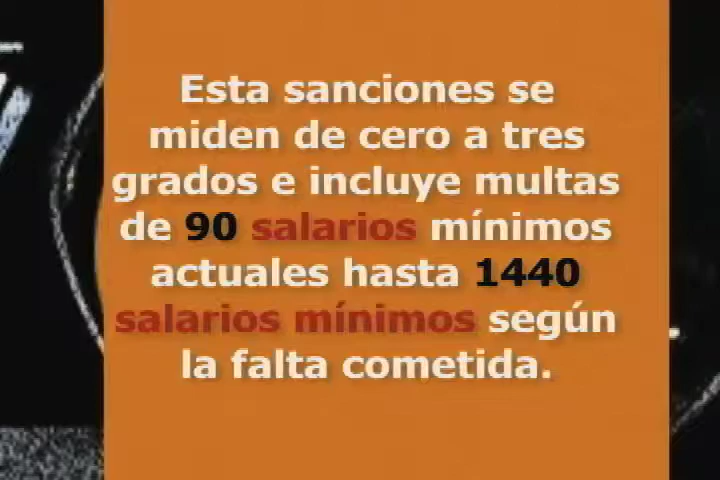 Esta sanciones se
miden de cero a tres
grados e incluye multas
de 90 salarios mínimos
actuales hasta 1440
salarios mínimos según
la falta cometida.